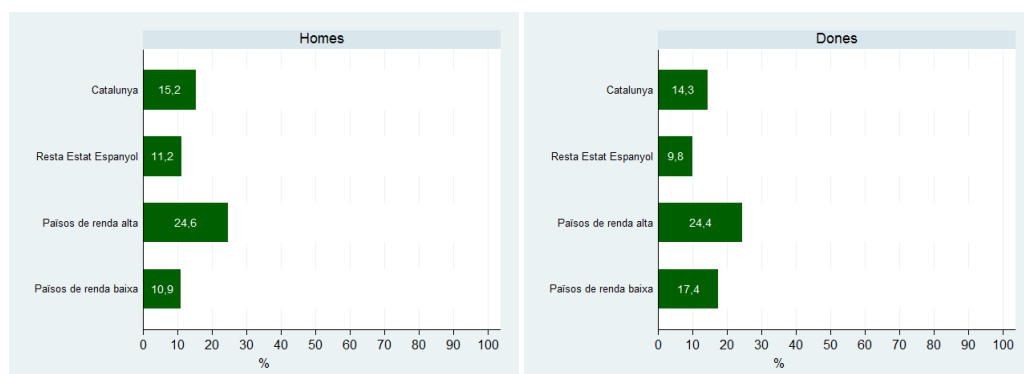 Homes
Catalunya
15,2
Resta Estat Espanyol
11,2
Països de renda alta
24,6
Països de renda baixa
10,9
0 10 20 30 40 50 60 70 80 90 100
%
Dones
Catalunya
14,3
Resta Estat Espanyol
9,8
Països de renda alta
24,4
Països de renda baixa
17,4
0 10 20 30 40 50 60 70 80 90 100
%